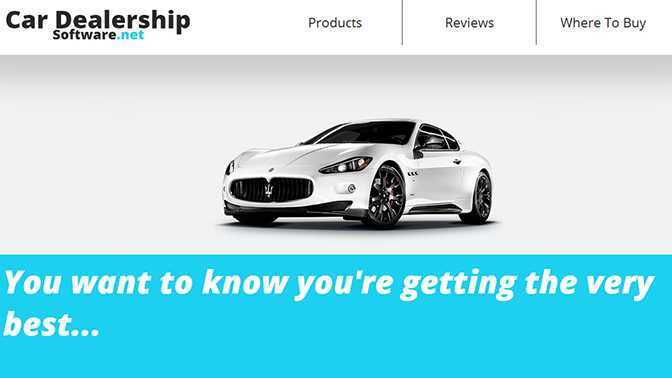 Car Dealership
Software.net
Products
Reviews
Where To Buy
You want to know you're getting the very
best...